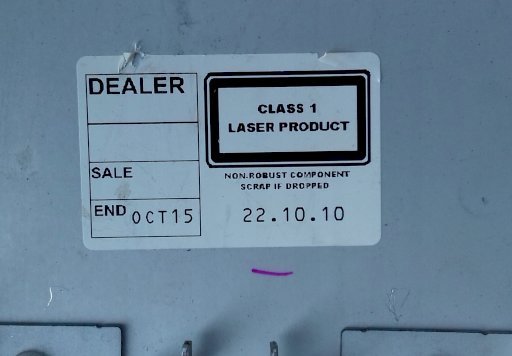 DEALER
SALE
END OCT15
CLASS 1
LASER PRODUCT
NON-ROBUST COMPONENT
SCRAP IF DROPPED
22.10.10